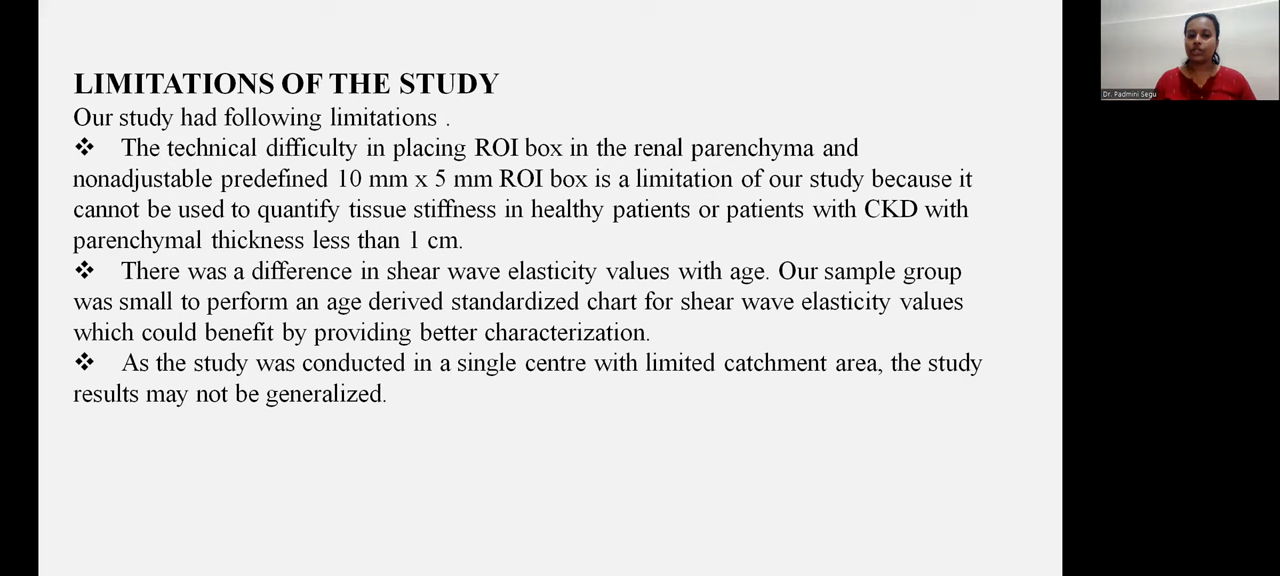 LIMITATIONS OF THE STUDY
Our study had following limitations .
❖ The technical difficulty in placing ROI box in the renal parenchyma and
nonadjustable predefined 10 mm x 5 mm ROI box is a limitation of our study because it
cannot be used to quantify tissue stiffness in healthy patients or patients with CKD with
parenchymal thickness less than 1 cm.
❖ There was a difference in shear wave elasticity values with age. Our sample group
was small to perform an age derived standardized chart for shear wave elasticity values
which could benefit by providing better characterization.
❖ As the study was conducted in a single centre with limited catchment area, the study
results may not be generalized.
Dr. Padmini Segu